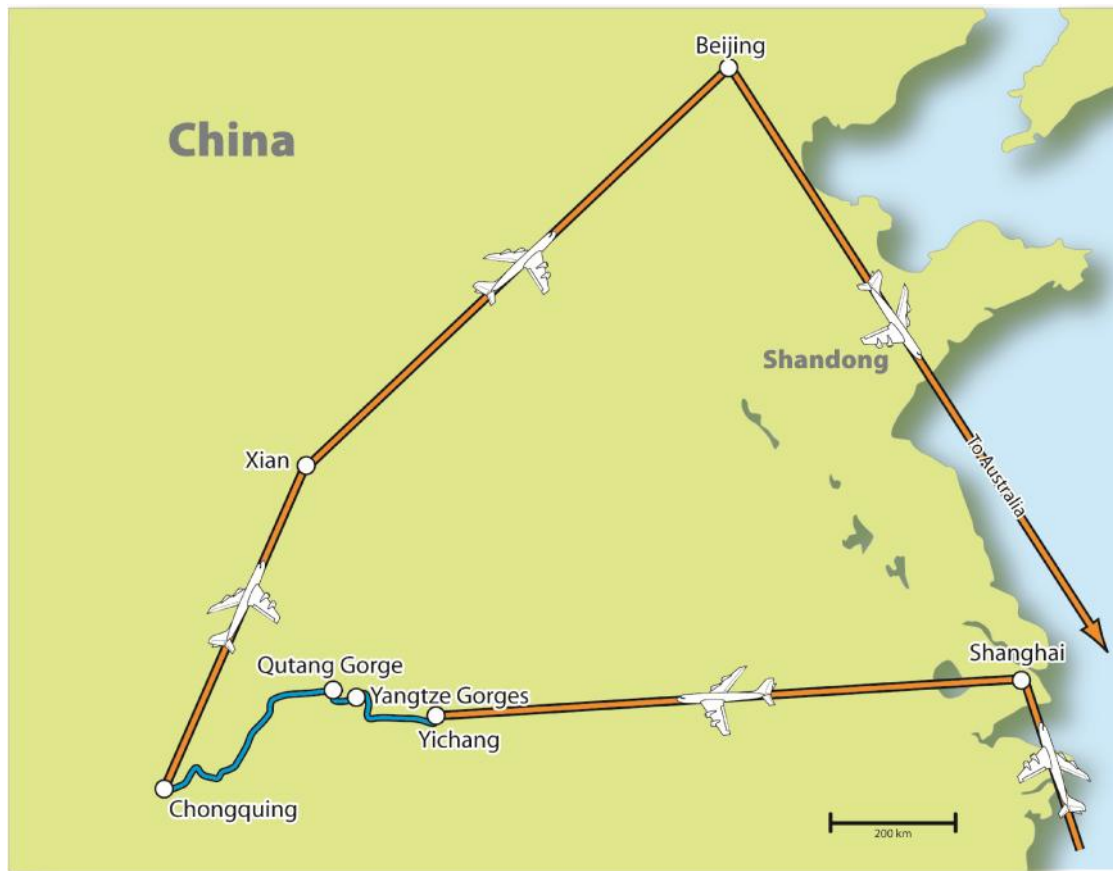 Beijing
China
Shandong
To Australia
Xian
Shanghai
Qutang Gorge
Yangtze Gorges
Yichang
Chongquing
200 km